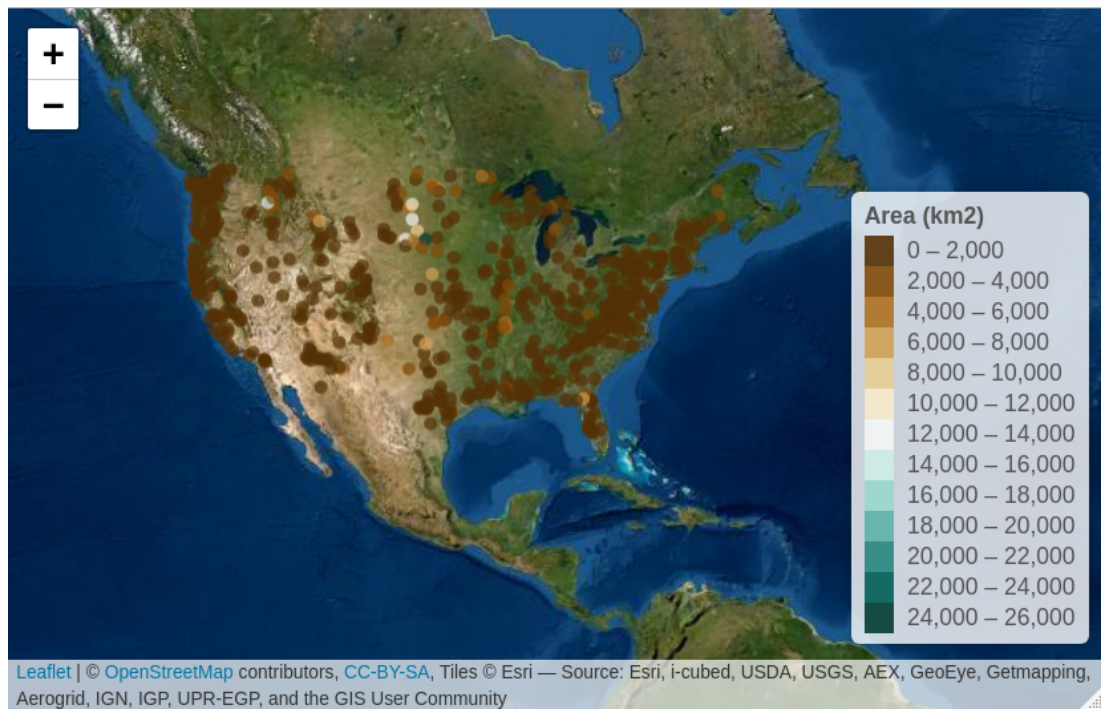 +
−
Area (km2)
0 – 2,000
2,000 – 4,000
4,000 – 6,000
6,000 – 8,000
8,000 – 10,000
10,000 – 12,000
12,000 – 14,000
14,000 – 16,000
16,000 – 18,000
18,000 – 20,000
20,000 – 22,000
22,000 – 24,000
24,000 – 26,000
Leaflet | © OpenStreetMap contributors, CC-BY-SA, Tiles © Esri — Source: Esri, i-cubed, USDA, USGS, AEX, GeoEye, Getmapping,
Aerogrid, IGN, IGP, UPR-EGP, and the GIS User Community